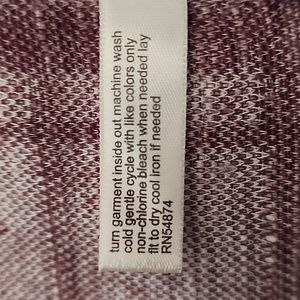 turn garment inside out machine wash
cold gentle cycle with like colors only
non-chlorine bleach when needed lay
fit to dry cool iron if needed
RN54874